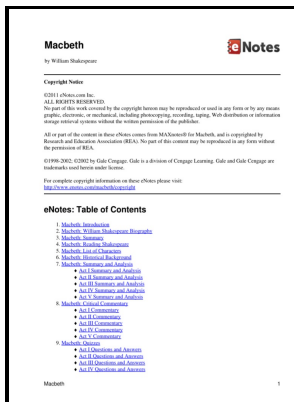 Macbeth
eNotes
by William Shakespeare
Copyright Notice
©2011 eNotes.com Inc.
ALL RIGHTS RESERVED.
No part of this work covered by the copyright hereon may be reproduced or used in any form or by any means
graphic, electronic, or mechanical, including photocopying, recording, taping, Web distribution or information
storage retrieval systems without the written permission of the publisher.
All or part of the content in these eNotes comes from MAXnotes® for Macbeth, and is copyrighted by
Research and Education Association (REA). No part of this content may be reproduced in any form without
the permission of REA.
©1998-2002; ©2002 by Gale Cengage. Gale is a division of Cengage Learning. Gale and Gale Cengage are
trademarks used herein under license.
For complete copyright information on these eNotes please visit:
http://www.enotes.com/macbeth/copyright
eNotes: Table of Contents
1. Macbeth: Introduction
2. Macbeth: William Shakespeare Biography
3. Macbeth: Summary
4. Macbeth: Reading Shakespeare
5. Macbeth: List of Characters
6. Macbeth: Historical Background
7. Macbeth: Summary and Analysis
♦ Act I Summary and Analysis
♦ Act II Summary and Analysis
♦ Act III Summary and Analysis
♦ Act IV Summary and Analysis
♦ Act V Summary and Analysis
8. Macbeth: Critical Commentary
♦ Act I Commentary
♦ Act II Commentary
♦ Act III Commentary
♦ Act IV Commentary
♦ Act V Commentary
9. Macbeth: Quizzes
♦ Act I Questions and Answers
♦ Act II Questions and Answers
♦ Act III Questions and Answers
♦ Act IV Questions and Answers
Macbeth 1